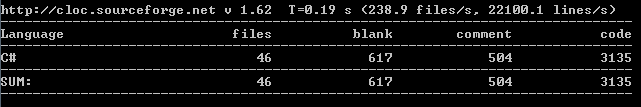 http://cloc.sourceforge.net v 1.62  T=0.19 s (238.9 files/s, 22100.1 lines/s)
Language files blank comment code
C# 46 617 504 3135
SUM: 46 617 504 3135